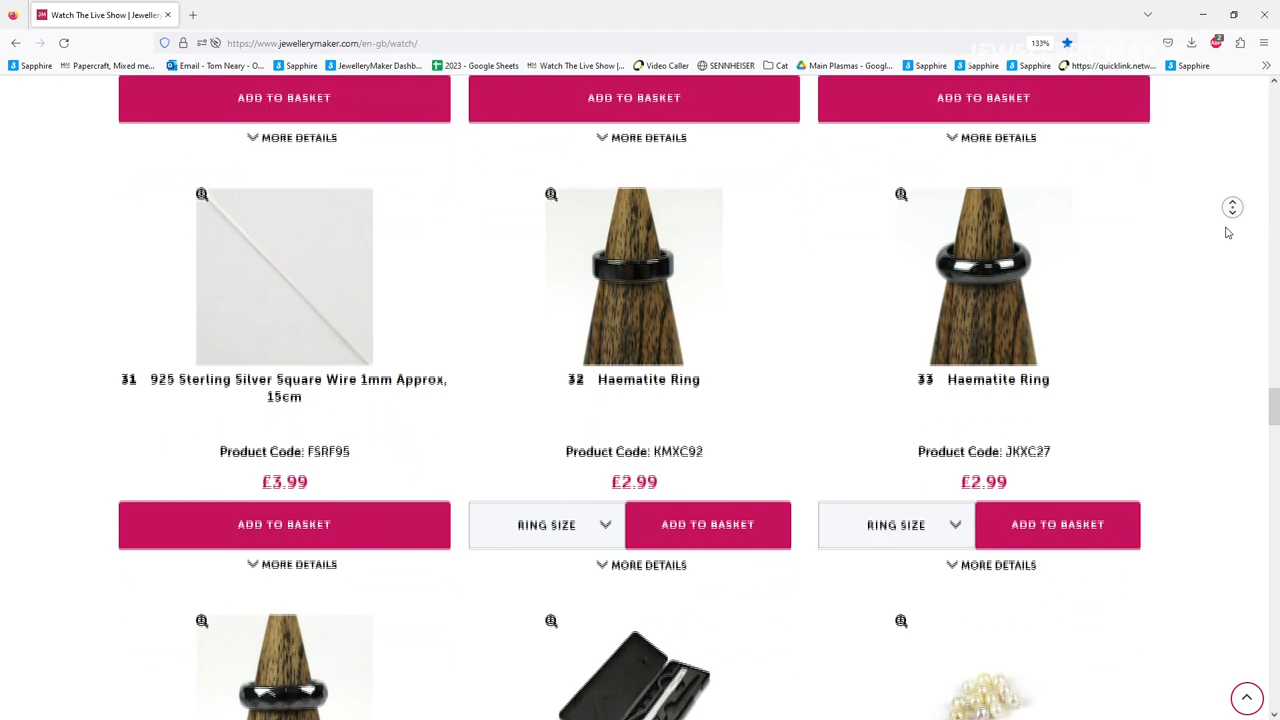 Watch The Live Show | Jeweller
https://www.jewellerymaker.com/en-gb/watch/
133%
2
Sapphire
Papercraft, Mixed me...
Email - Tom Neary - O...
Sapphire
JewelleryMaker Dashb...
2023 - Google Sheets
Watch The Live Show |...
Video Caller
SENNHEISER
Cat
Main Plasmas - Googl...
Sapphire
Sapphire
Sapphire
https://quicklink.netw...
Sapphire
ADD TO BASKET
ADD TO BASKET
ADD TO BASKET
MORE DETAILS
MORE DETAILS
MORE DETAILS
31 925 Sterling Silver Square Wire 1mm Approx,
15cm
32 Haematite Ring
33 Haematite Ring
Product Code: FSRF95
Product Code: KMXC92
Product Code: JKXC27
£3.99
£2.99
£2.99
ADD TO BASKET
RING SIZE
ADD TO BASKET
RING SIZE
ADD TO BASKET
MORE DETAILS
MORE DETAILS
MORE DETAILS